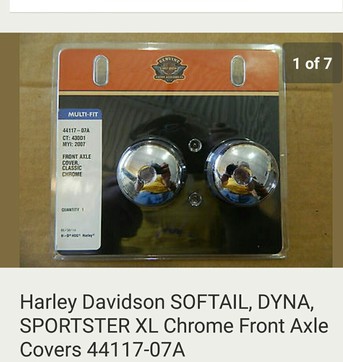 1 of 7
MULTI-FIT
44117-07A
CT: 43001
MYI: 2007
FRONT AXLE
COVER,
CLASSIC
CHROME
QUANTITY 1
Harley Davidson SOFTAIL, DYNA,
SPORTSTER XL Chrome Front Axle
Covers 44117-07A